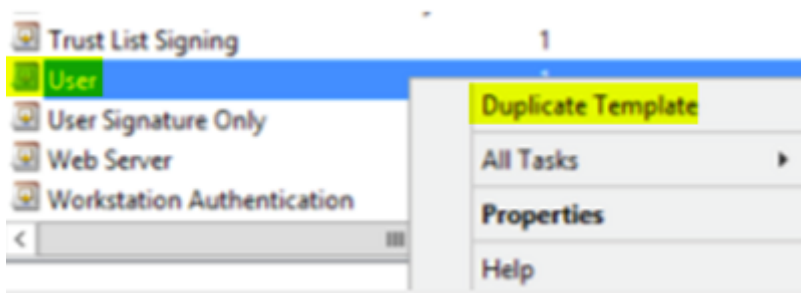 Trust List Signing 1
User
Duplicate Template
User Signature Only
All Tasks
Web Server
Workstation Authentication
Properties
Help